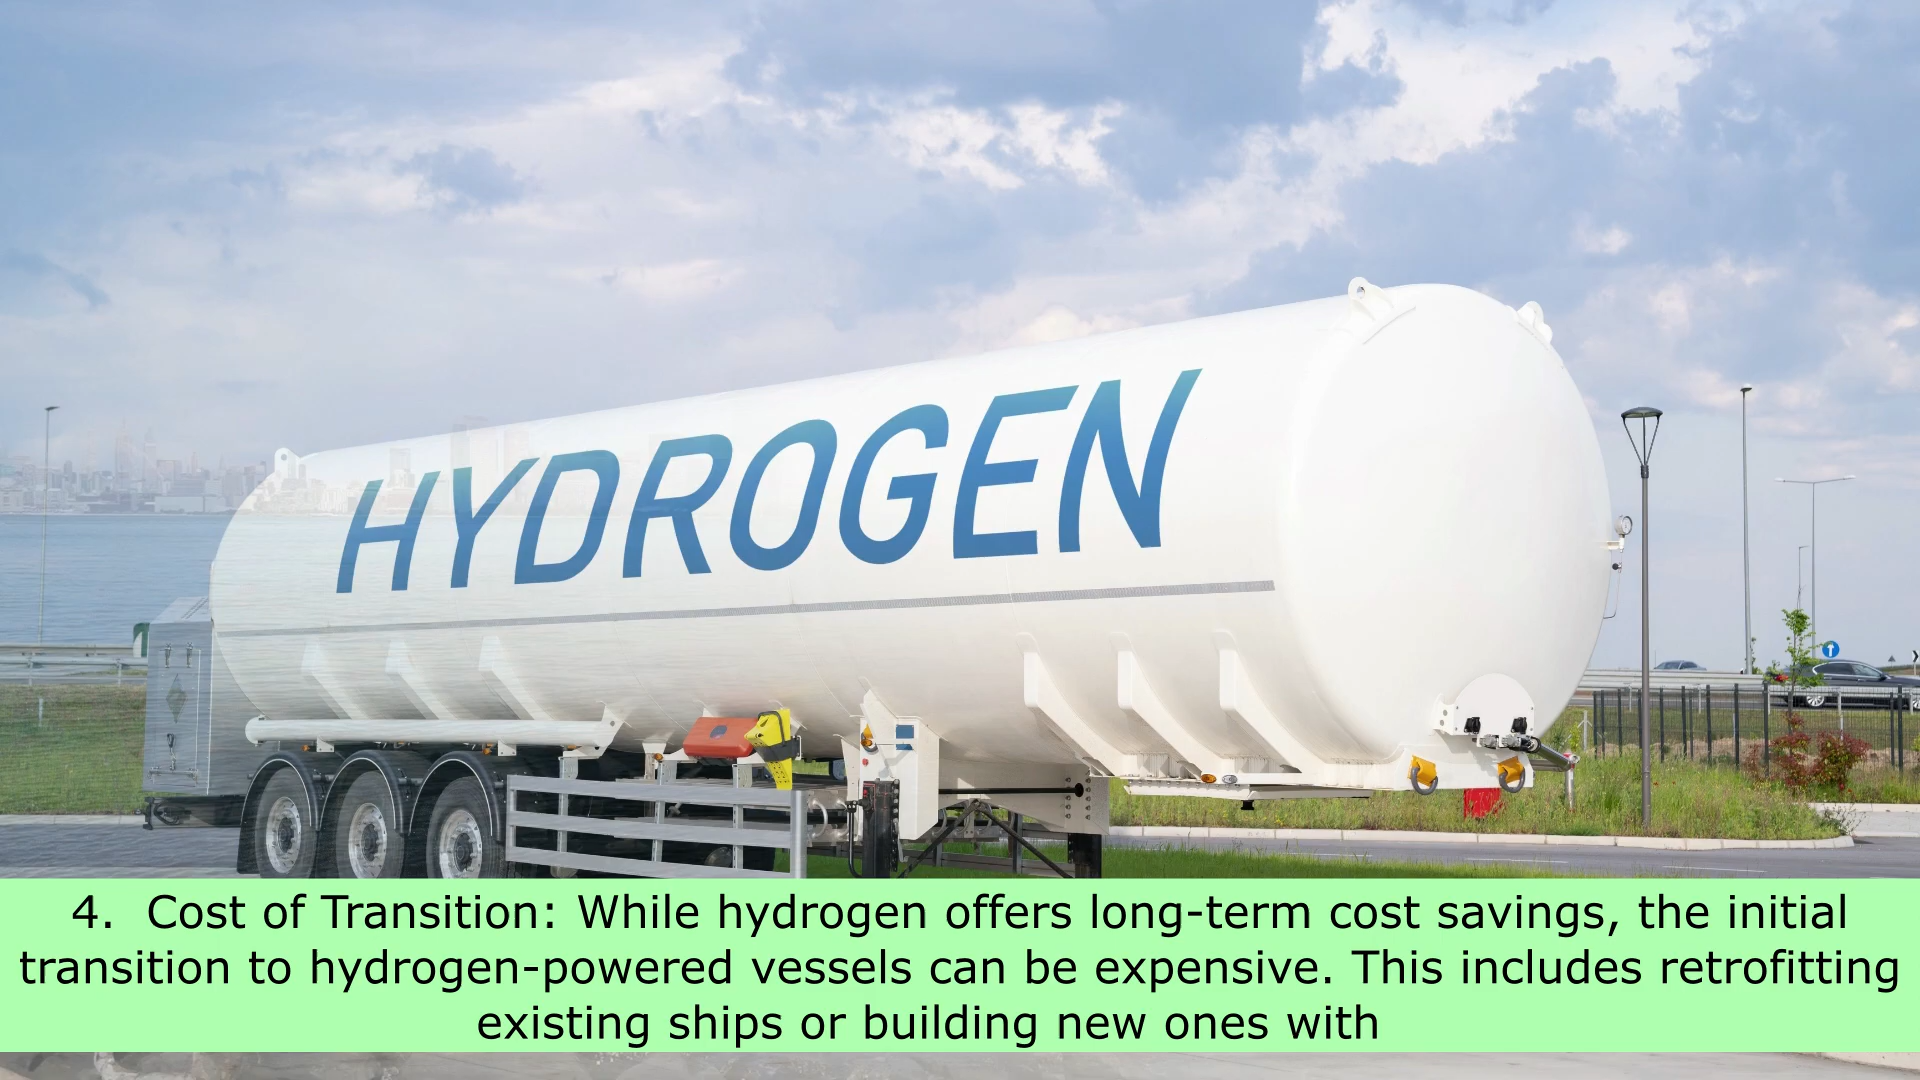 HYDROGEN
4. Cost of Transition: While hydrogen offers long-term cost savings, the initial
transition to hydrogen-powered vessels can be expensive. This includes retrofitting
existing ships or building new ones with